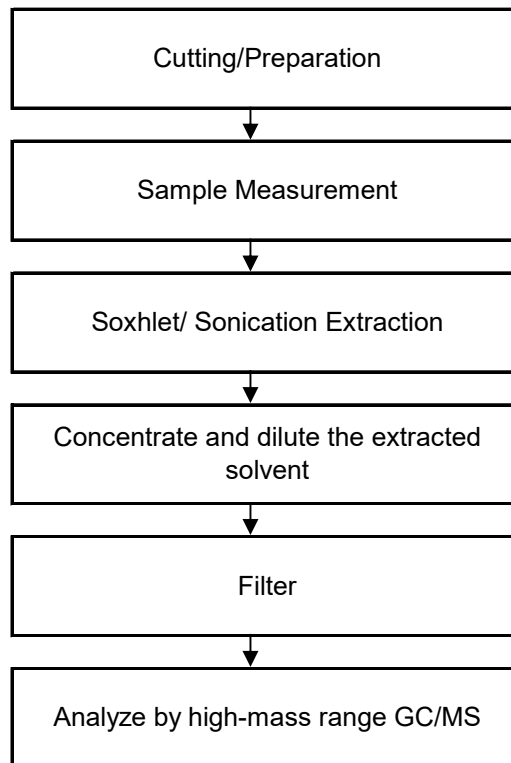 Cutting/Preparation
Sample Measurement
Soxhlet/ Sonication Extraction
Concentrate and dilute the extracted
solvent
Filter
Analyze by high-mass range GC/MS